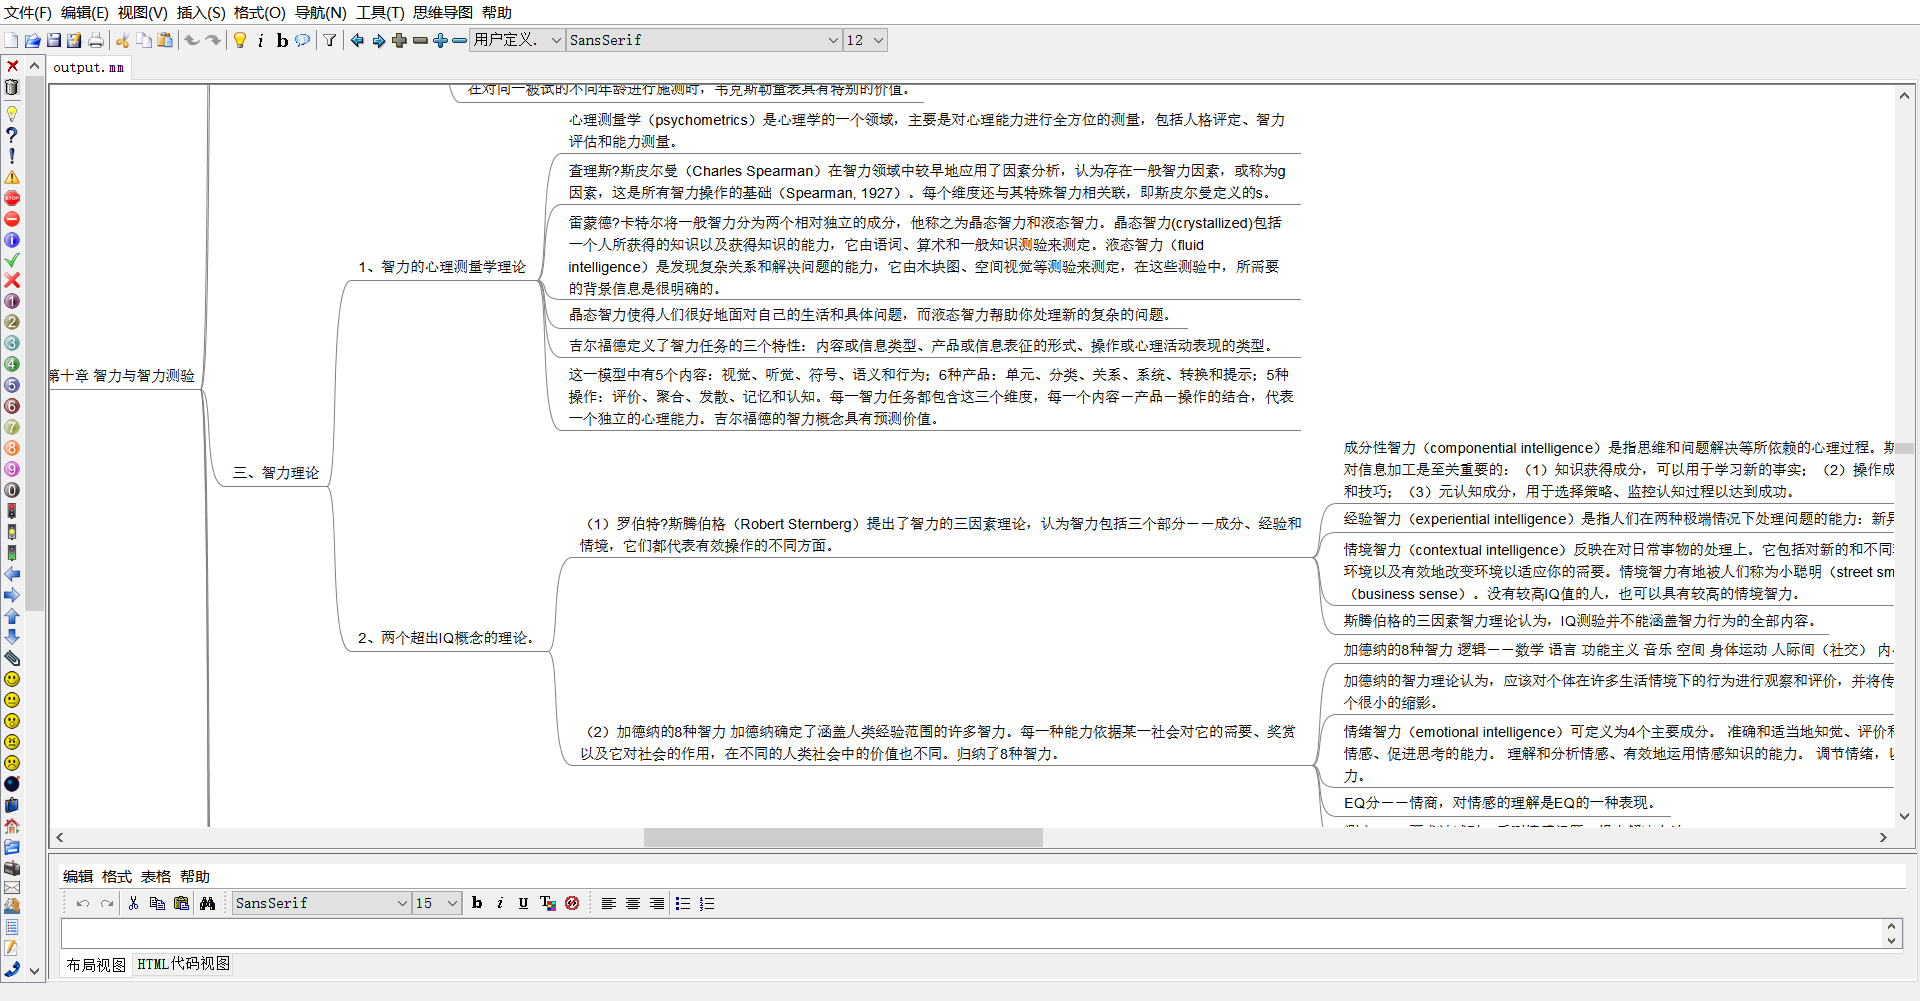 文件(F) 编辑(E) 视图(V) 插入(S) 格式(O) 导航(N) 工具(T) 思维导图 帮助
用户定义. SansSerif 12
output.mm
在对同一被试的不同年龄进行施测时，韦克斯勒量表具有特别的价值。
心理测量学（psychometrics）是心理学的一个领域，主要是对心理能力进行全方位的测量，包括人格评定、智力
评估和能力测量。
查理斯?斯皮尔曼（Charles Spearman）在智力领域中较早地应用了因素分析，认为存在一般智力因素，或称为g
因素，这是所有智力操作的基础（Spearman, 1927）。每个维度还与其特殊智力相关联，即斯皮尔曼定义的s。
雷蒙德?卡特尔将一般智力分为两个相对独立的成分，他称之为晶态智力和液态智力。晶态智力(crystallized)包括
一个人所获得的知识以及获得知识的能力，它由语词、算术和一般知识测验来测定。液态智力（fluid
intelligence）是发现复杂关系和解决问题的能力，它由木块图、空间视觉等测验来测定，在这些测验中，所需要
的背景信息是很明确的。
1、智力的心理测量学理论
晶态智力使得人们很好地面对自己的生活和具体问题，而液态智力帮助你处理新的复杂的问题。
吉尔福德定义了智力任务的三个特性：内容或信息类型、产品或信息表征的形式、操作或心理活动表现的类型。
这一模型中有5个内容：视觉、听觉、符号、语义和行为；6种产品：单元、分类、关系、系统、转换和提示；5种
操作：评价、聚合、发散、记忆和认知。每一智力任务都包含这三个维度，每一个内容－产品－操作的结合，代表
一个独立的心理能力。吉尔福德的智力概念具有预测价值。
第十章 智力与智力测验
三、智力理论
（1）罗伯特?斯腾伯格（Robert Sternberg）提出了智力的三因素理论，认为智力包括三个部分－－成分、经验和
情境，它们都代表有效操作的不同方面。
成分性智力（componential intelligence）是指思维和问题解决等所依赖的心理过程。斯
对信息加工是至关重要的：（1）知识获得成分，可以用于学习新的事实；（2）操作成
和技巧；（3）元认知成分，用于选择策略、监控认知过程以达到成功。
经验智力（experiential intelligence）是指人们在两种极端情况下处理问题的能力：新异
情境智力（contextual intelligence）反映在对日常事物的处理上。它包括对新的和不同
环境以及有效地改变环境以适应你的需要。情境智力有地被人们称为小聪明（street sm
（business sense）。没有较高IQ值的人，也可以具有较高的情境智力。
斯腾伯格的三因素智力理论认为，IQ测验并不能涵盖智力行为的全部内容。
2、两个超出IQ概念的理论。
（2）加德纳的8种智力 加德纳确定了涵盖人类经验范围的许多智力。每一种能力依据某一社会对它的需要、奖赏
以及它对社会的作用，在不同的人类社会中的价值也不同。归纳了8种智力。
加德纳的8种智力 逻辑－－数学 语言 功能主义 音乐 空间 身体运动 人际间（社交） 内
加德纳的智力理论认为，应该对个体在许多生活情境下的行为进行观察和评价，并将传
个很小的缩影。
情绪智力（emotional intelligence）可定义为4个主要成分。 准确和适当地知觉、评价和
情感、促进思考的能力。 理解和分析情感、有效地运用情感知识的能力。 调节情绪，以
力。
EQ分－－情商，对情感的理解是EQ的一种表现。
编辑 格式 表格 帮助
SansSerif 15
布局视图 HTML代码视图